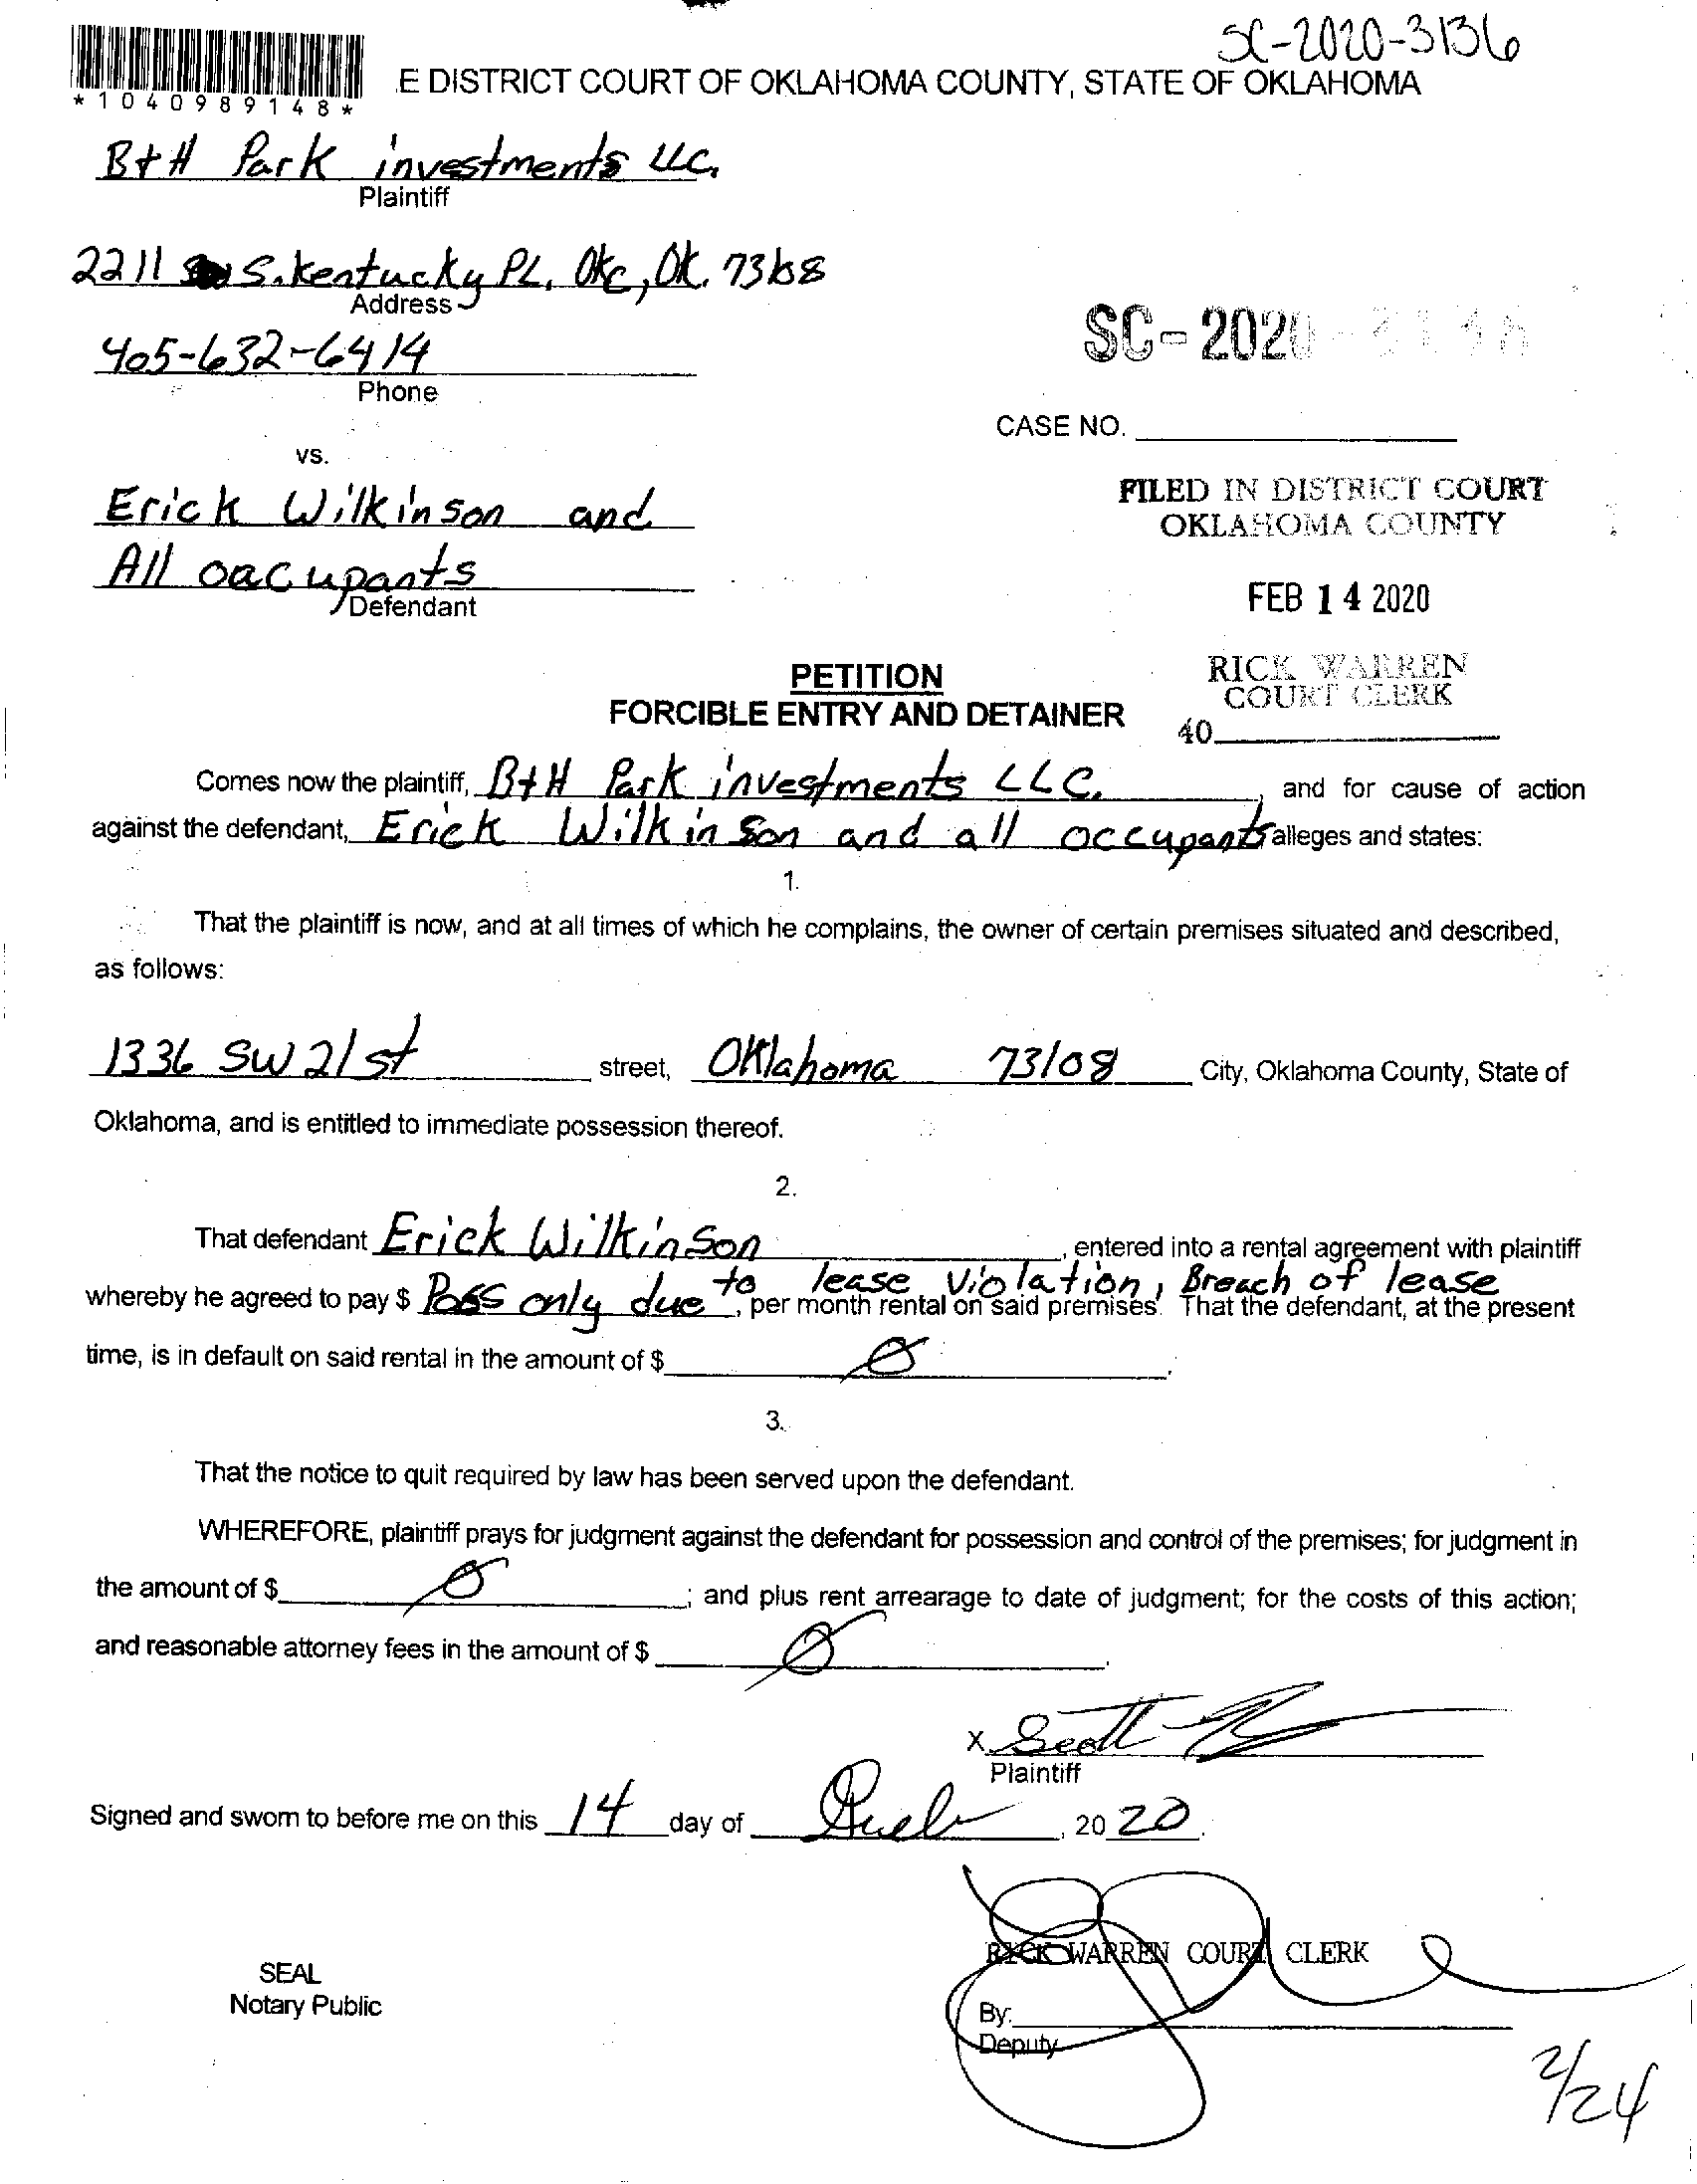 SC-2020-3136
*1040989148*
E DISTRICT COURT OF OKLAHOMA COUNTY, STATE OF OKLAHOMA
B+H Park investments LLC.
Plaintiff
2211 S. Kentucky PL. Okc, OK. 73108
Address
405-632-6414
Phone
SC-2020-3136
CASE NO.
vs.
Erick Wilkinson and
All oaccupants
Defendant
FILED IN DISTRICT COURT
OKLAHOMA COUNTY
FEB 14 2020
RICK WARREN
COURT CLERK
40
PETITION
FORCIBLE ENTRY AND DETAINER
Comes now the plaintiff, B+H Park investments LLC. , and for cause of action
against the defendant, Erick Wilkinson and all occupants alleges and states:
1.
That the plaintiff is now, and at all times of which he complains, the owner of certain premises situated and described,
as follows:
1336 SW 21st street, Oklahoma 73108 City, Oklahoma County, State of
Oklahoma, and is entitled to immediate possession thereof.
2.
That defendant Erick Wilkinson , entered into a rental agreement with plaintiff
whereby he agreed to pay $ Poss only due to lease violation, Breach of lease , per month rental on said premises. That the defendant, at the present
time, is in default on said rental in the amount of $ Ø .
3.
That the notice to quit required by law has been served upon the defendant.
WHEREFORE, plaintiff prays for judgment against the defendant for possession and control of the premises; for judgment in
the amount of $ Ø ; and plus rent arrearage to date of judgment; for the costs of this action;
and reasonable attorney fees in the amount of $ Ø .
X Scott
Plaintiff
Signed and sworn to before me on this 14 day of , 20 20 .
RICK WARREN COURT CLERK
SEAL
Notary Public
By:
Deputy
2/24